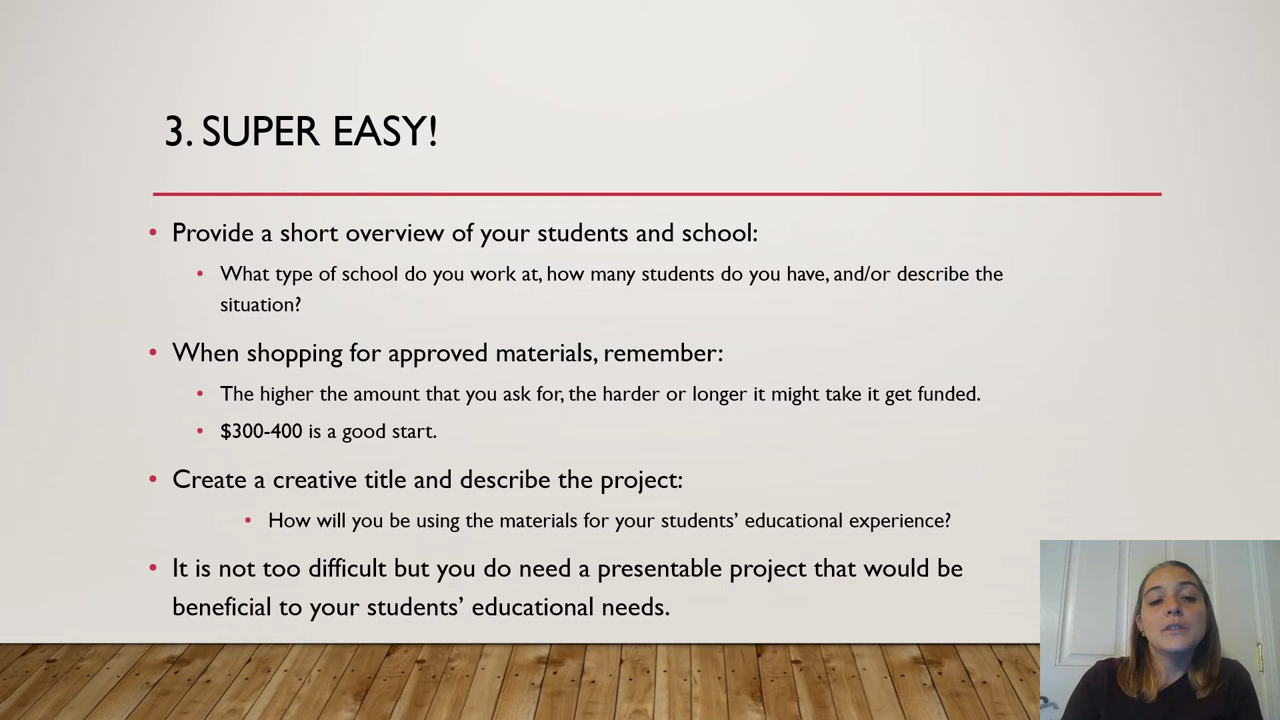 3. SUPER EASY!
• Provide a short overview of your students and school:
• What type of school do you work at, how many students do you have, and/or describe the
situation?
• When shopping for approved materials, remember:
• The higher the amount that you ask for, the harder or longer it might take it get funded.
• $300-400 is a good start.
• Create a creative title and describe the project:
• How will you be using the materials for your students’ educational experience?
• It is not too difficult but you do need a presentable project that would be
beneficial to your students’ educational needs.